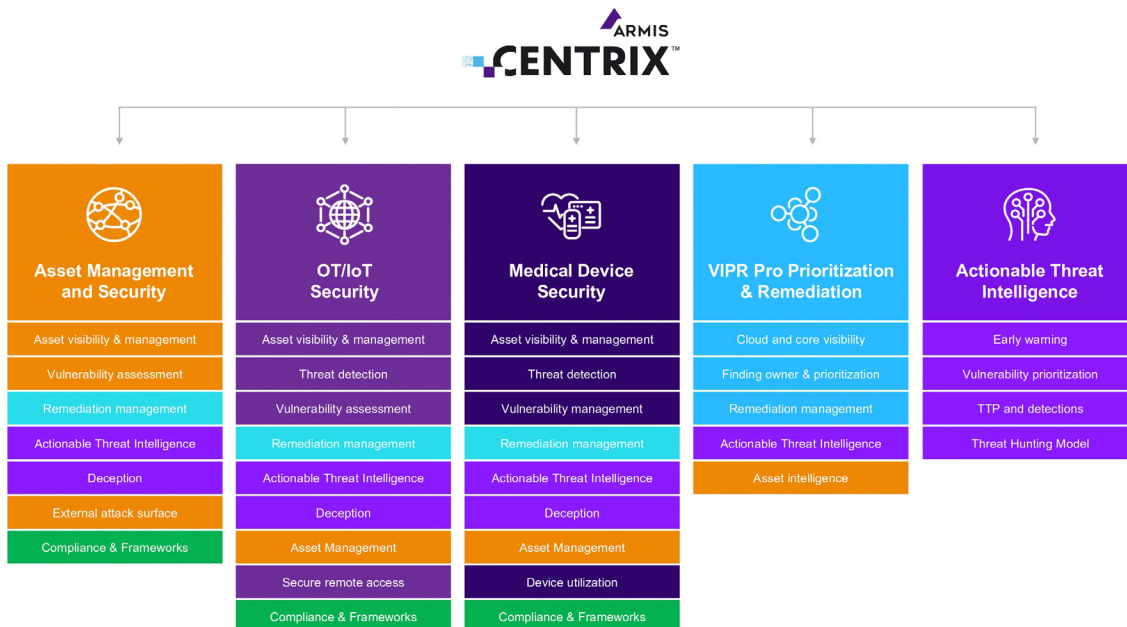 ARMIS
CENTRIX™
Asset Management
and Security
Asset visibility & management
Vulnerability assessment
Remediation management
Actionable Threat Intelligence
Deception
External attack surface
Compliance & Frameworks
OT/IoT
Security
Asset visibility & management
Threat detection
Vulnerability assessment
Remediation management
Actionable Threat Intelligence
Deception
Asset Management
Secure remote access
Compliance & Frameworks
Medical Device
Security
Asset visibility & management
Threat detection
Vulnerability management
Remediation management
Actionable Threat Intelligence
Deception
Asset Management
Device utilization
Compliance & Frameworks
VIPR Pro Prioritization
& Remediation
Cloud and core visibility
Finding owner & prioritization
Remediation management
Actionable Threat Intelligence
Asset intelligence
Actionable Threat
Intelligence
Early warning
Vulnerability prioritization
TTP and detections
Threat Hunting Model